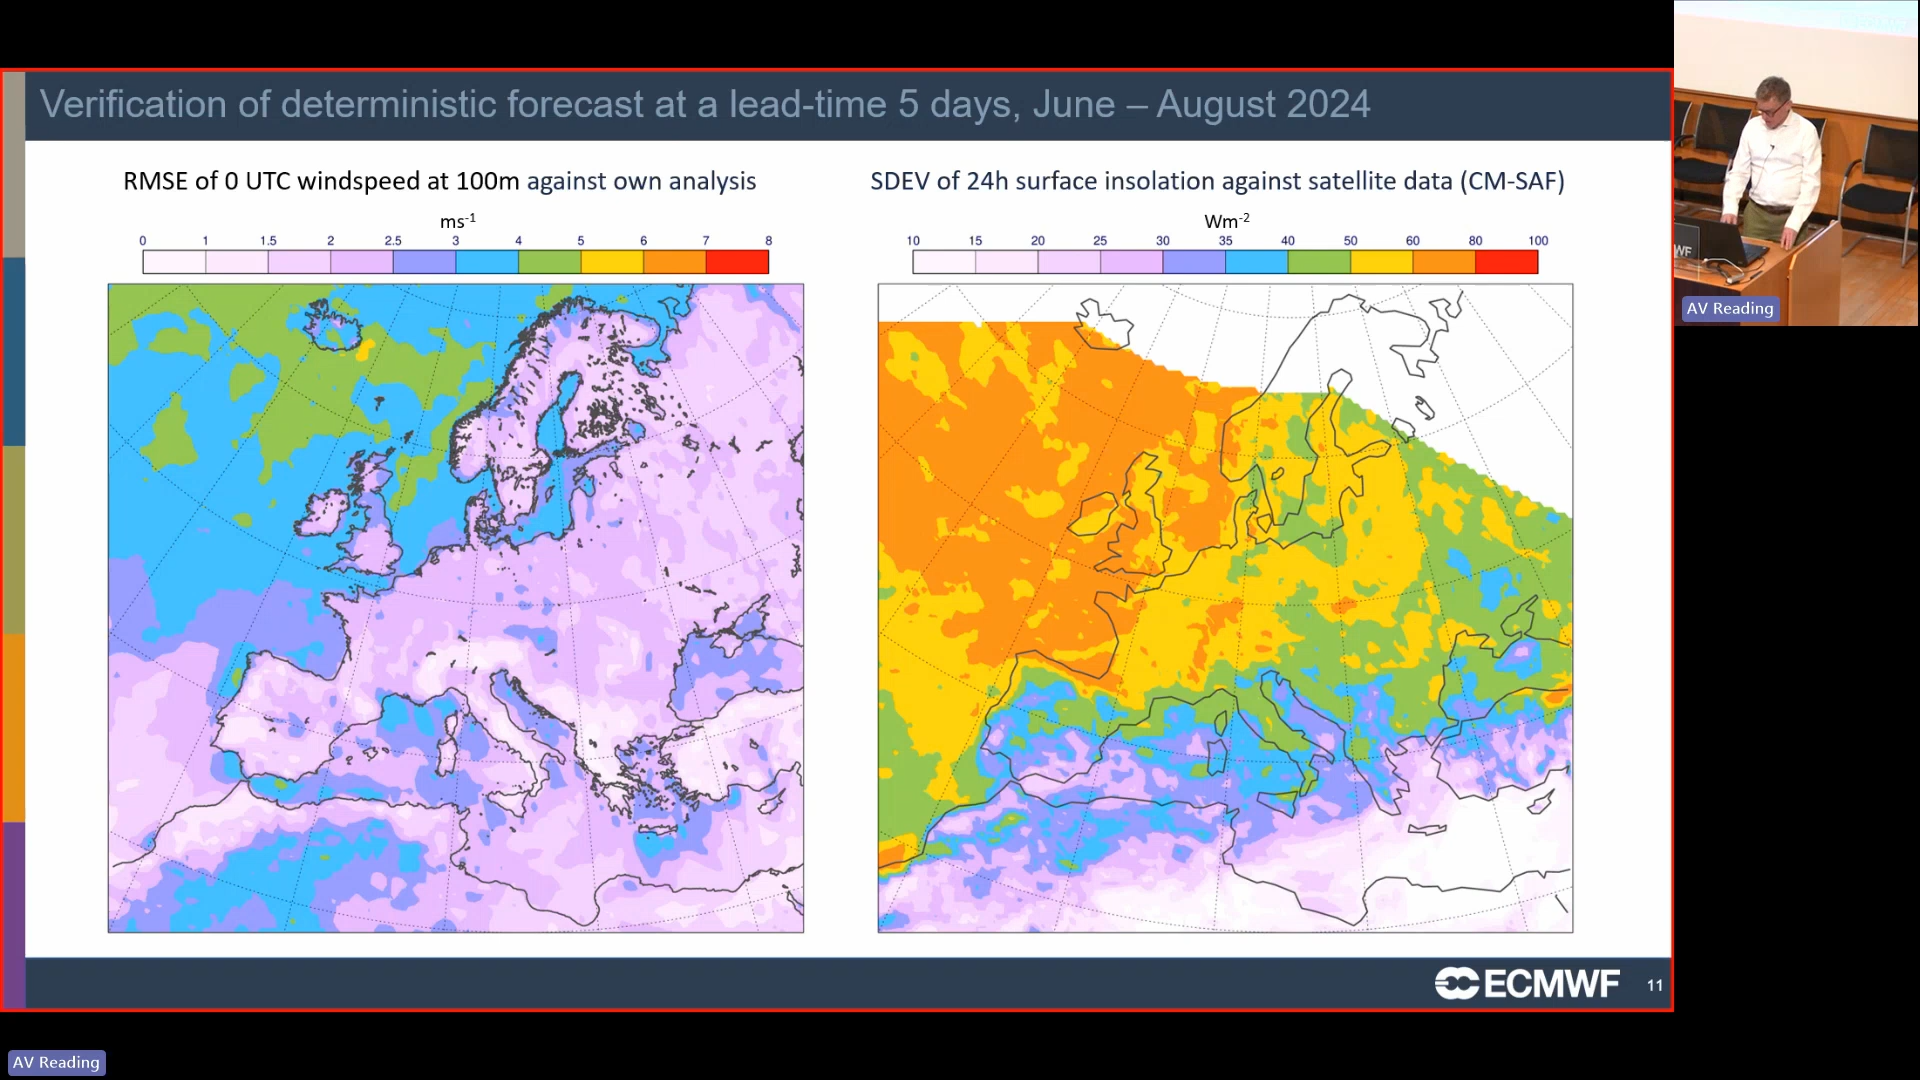 Verification of deterministic forecast at a lead-time 5 days, June – August 2024
RMSE of 0 UTC windspeed at 100m against own analysis
ms-1
0 1 1.5 2 2.5 3 4 5 6 7 8
SDEV of 24h surface insolation against satellite data (CM-SAF)
Wm-2
10 15 20 25 30 35 40 50 60 80 100
WF
AV Reading
ECMWF
11
AV Reading